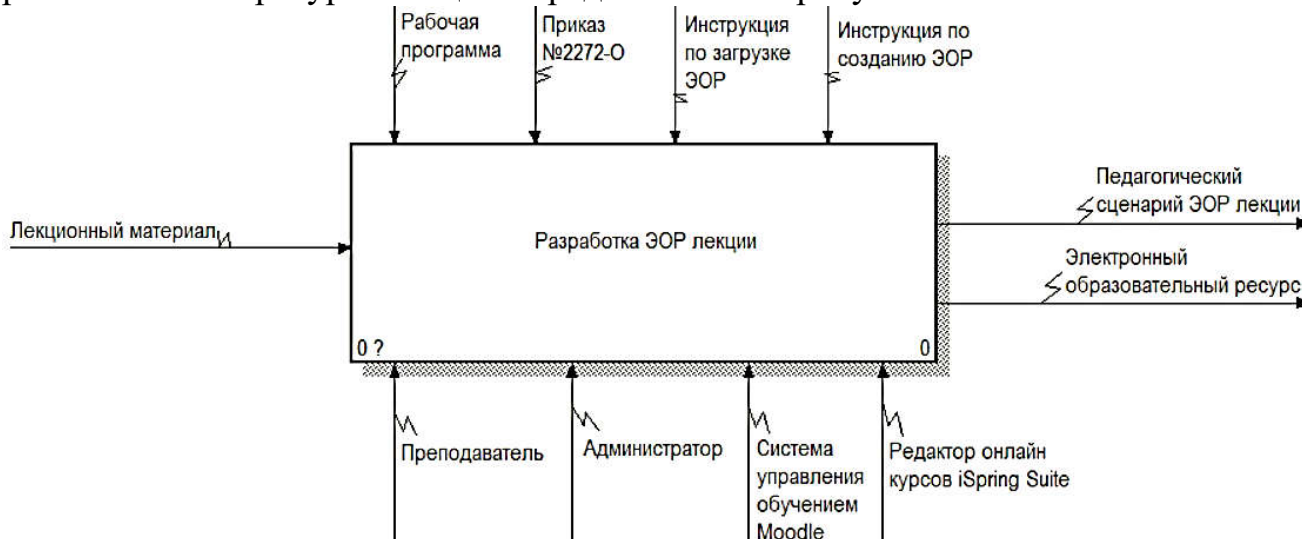 Рабочая
программа
Приказ
№2272-О
Инструкция
по загрузке
ЭОР
Инструкция по
созданию ЭОР
Лекционный материал
Разработка ЭОР лекции
0 ?
0
Педагогический
сценарий ЭОР лекции
Электронный
образовательный ресурс
Преподаватель
Администратор
Система
управления
обучением
Moodle
Редактор онлайн
курсов iSpring Suite